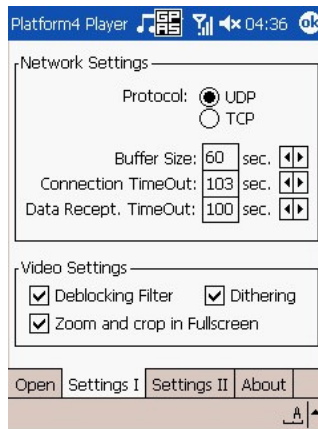 Platform4 Player GPRS 04:36 ok
Network Settings
Protocol: UDP
TCP
Buffer Size: 60 sec.
Connection TimeOut: 103 sec.
Data Recept. TimeOut: 100 sec.
Video Settings
Deblocking Filter Dithering
Zoom and crop in Fullscreen
Open Settings I Settings II About
A